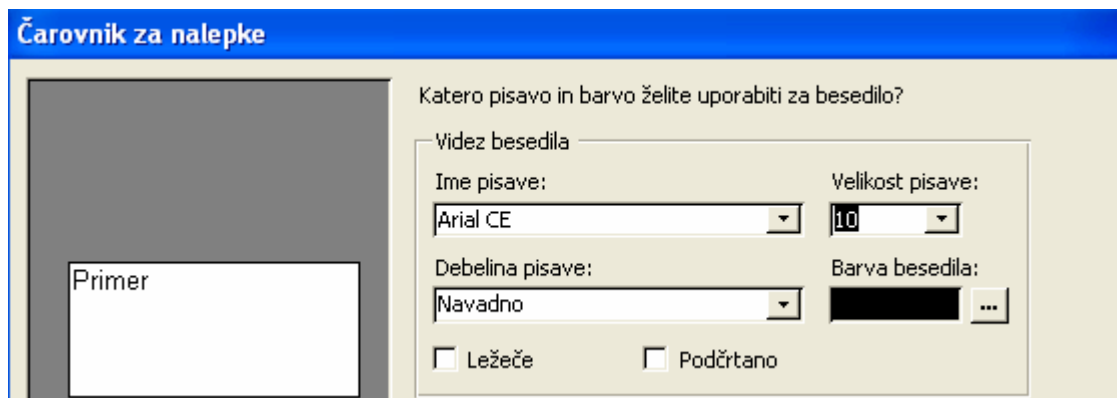 Čarovnik za nalepke
Katero pisavo in barvo želite uporabiti za besedilo?
Videz besedila
Ime pisave:
Velikost pisave:
Arial CE
10
Primer
Debelina pisave:
Barva besedila:
Navadno
...
Ležeče
Podčrtano